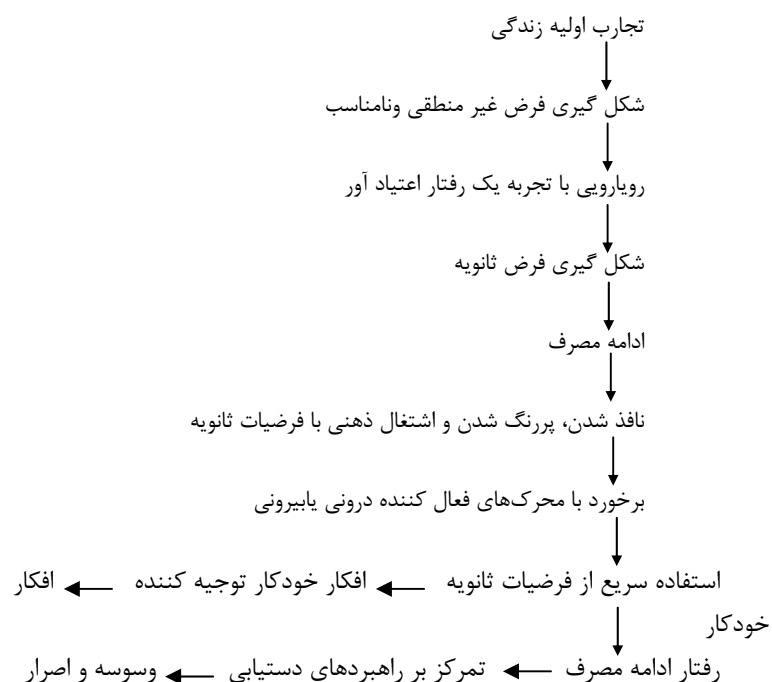 تجارب اولیه زندگی
شکل گیری فرض غیر منطقی ونامناسب
رویارویی با تجربه یک رفتار اعتیاد آور
شکل گیری فرض ثانویه
ادامه مصرف
نافذ شدن، پررنگ شدن و اشتغال ذهنی با فرضیات ثانویه
برخورد با محرک‌های فعال کننده درونی یابیرونی
استفاده سریع از فرضیات ثانویه افکار خودکار توجیه کننده افکار
خودکار
رفتار ادامه مصرف تمرکز بر راهبردهای دستیابی وسوسه و اصرار